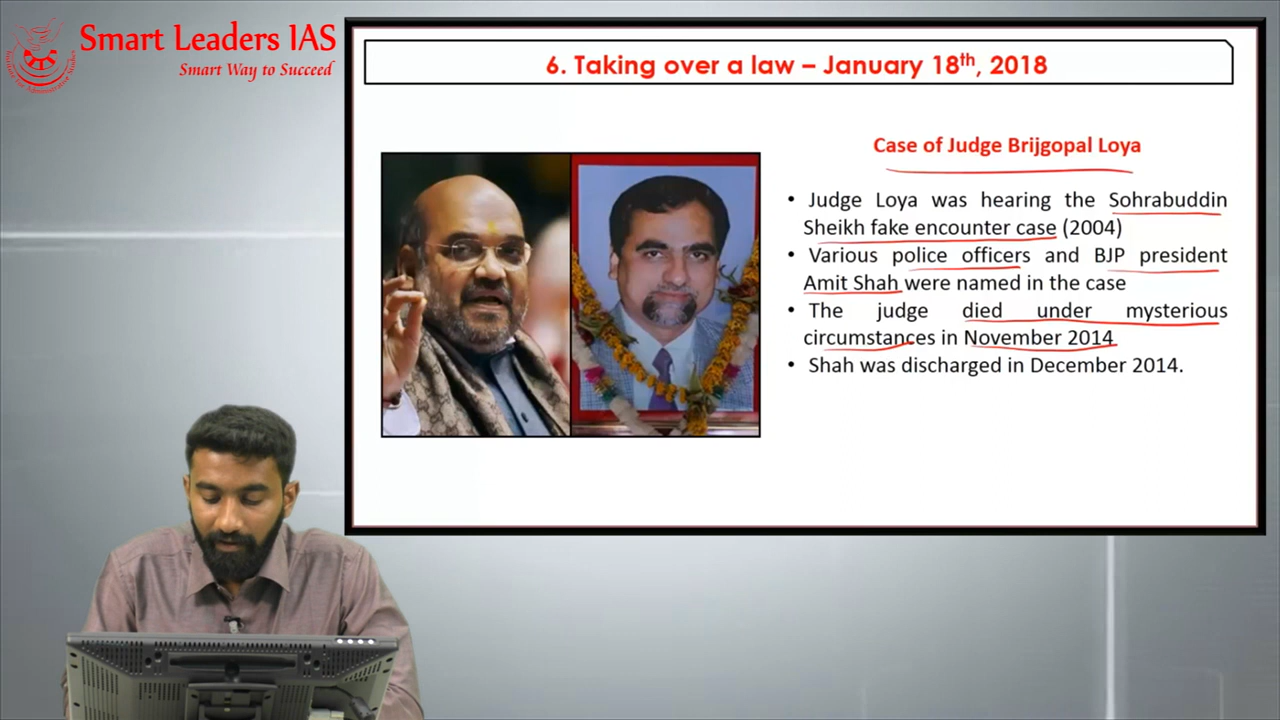 Smart Leaders IAS
Smart Way to Succeed
6. Taking over a law – January 18th, 2018
Case of Judge Brijgopal Loya
• Judge Loya was hearing the Sohrabuddin
Sheikh fake encounter case (2004)
• Various police officers and BJP president
Amit Shah were named in the case
• The judge died under mysterious
circumstances in November 2014
• Shah was discharged in December 2014.